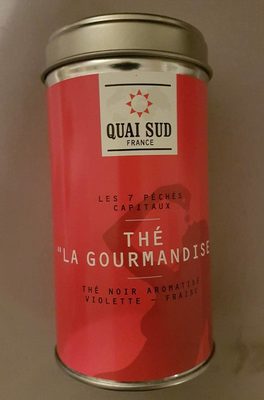 QUAI SUD
FRANCE
LES 7 PÉCHÉS
CAPITAUX
THÉ
"LA GOURMANDISE
THÉ NOIR AROMATISÉ
VIOLETTE – FRAISE